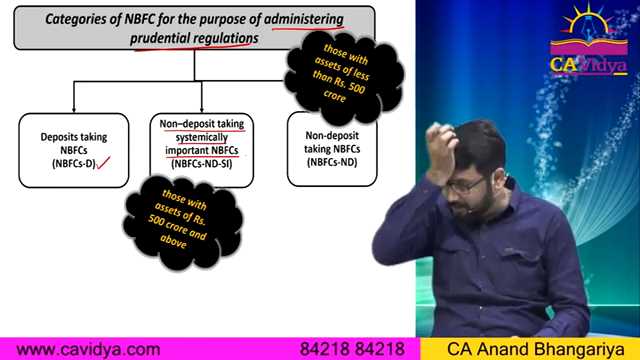 Categories of NBFC for the purpose of administering
prudential regulations
those with
assets of less
than Rs. 500
crore
Deposits taking
NBFCs
(NBFCs-D)
Non–deposit taking
systemically
important NBFCs
(NBFCs-ND-SI)
Non-deposit
taking NBFCs
(NBFCs-ND)
those with
assets of Rs.
500 crore and
above
CAVidya
www.cavidya.com
84218 84218
CA Anand Bhangariya